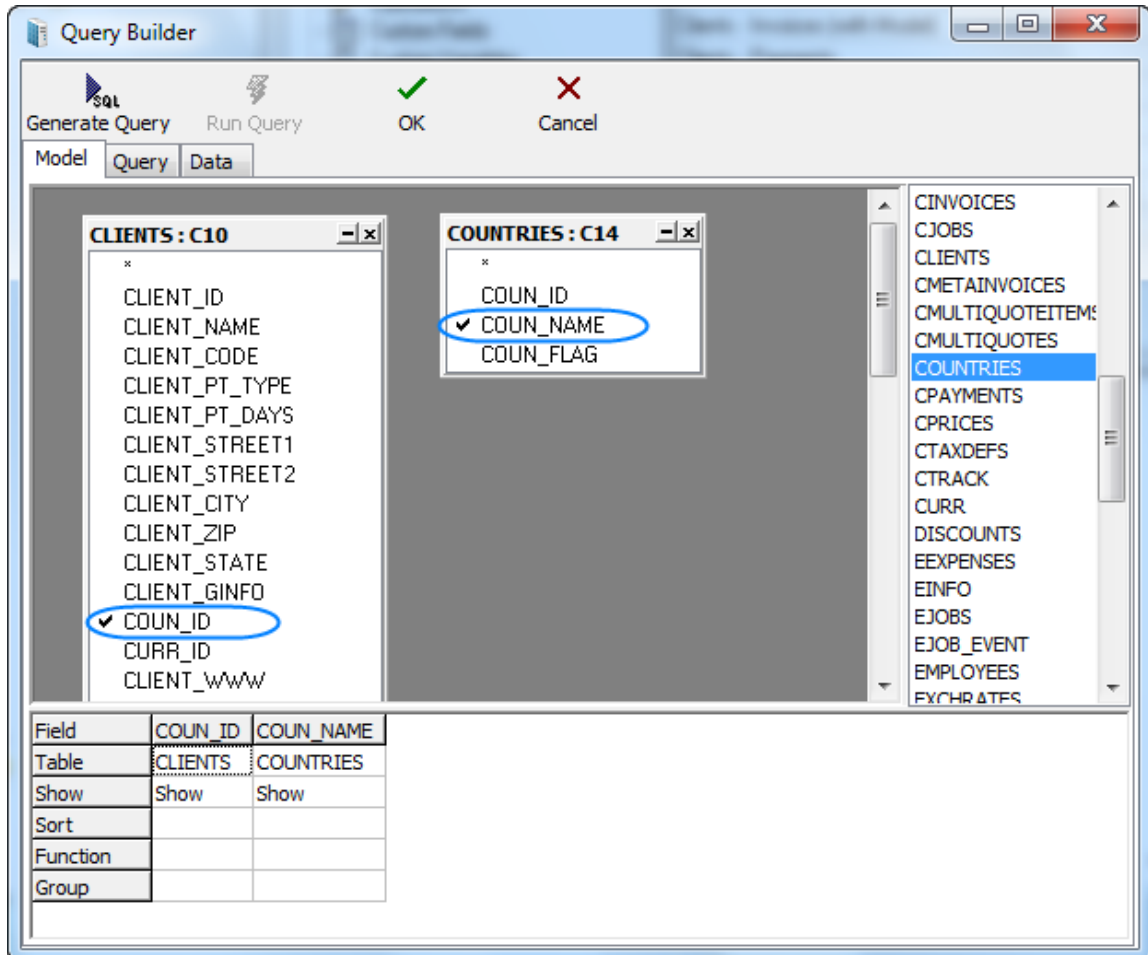 Query Builder
SQL
Generate Query Run Query OK Cancel
Model Query Data
CLIENTS : C10
*
CLIENT_ID
CLIENT_NAME
CLIENT_CODE
CLIENT_PT_TYPE
CLIENT_PT_DAYS
CLIENT_STREET1
CLIENT_STREET2
CLIENT_CITY
CLIENT_ZIP
CLIENT_STATE
CLIENT_GINFO
COUN_ID
CURR_ID
CLIENT_WWW
COUNTRIES : C14
*
COUN_ID
COUN_NAME
COUN_FLAG
CINVOICES
CJOBS
CLIENTS
CMETAINVOICES
CMULTIQUOTEITEMS
CMULTIQUOTES
COUNTRIES
CPAYMENTS
CPRICES
CTAXDEFS
CTRACK
CURR
DISCOUNTS
EEXPENSES
EINFO
EJOBS
EJOB_EVENT
EMPLOYEES
EXCHRATES
Field COUN_ID COUN_NAME
Table CLIENTS COUNTRIES
Show Show Show
Sort
Function
Group